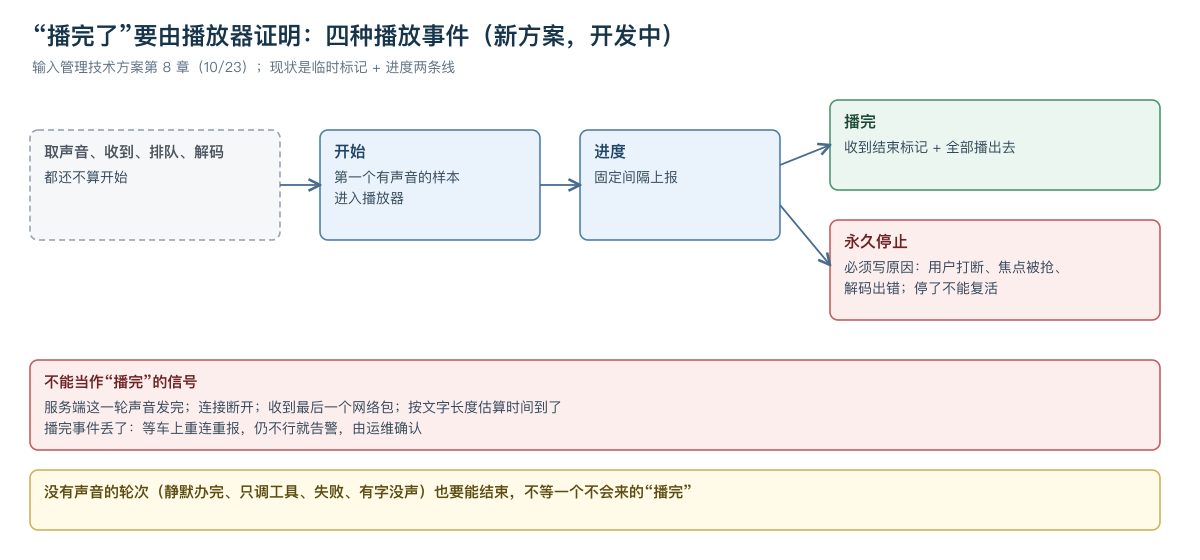 “播完了”要由播放器证明：四种播放事件（新方案，开发中）
输入管理技术方案第 8 章（10/23）；现状是临时标记 + 进度两条线
取声音、收到、排队、解码
都还不算开始
开始
第一个有声音的样本
进入播放器
进度
固定间隔上报
播完
收到结束标记 + 全部播出去
永久停止
必须写原因：用户打断、焦点被抢、
解码出错；停了不能复活
不能当作“播完”的信号
服务端这一轮声音发完；连接断开；收到最后一个网络包；按文字长度估算时间到了
播完事件丢了：等车上重连重报，仍不行就告警，由运维确认
没有声音的轮次（静默办完、只调工具、失败、有字没声）也要能结束，不等一个不会来的“播完”